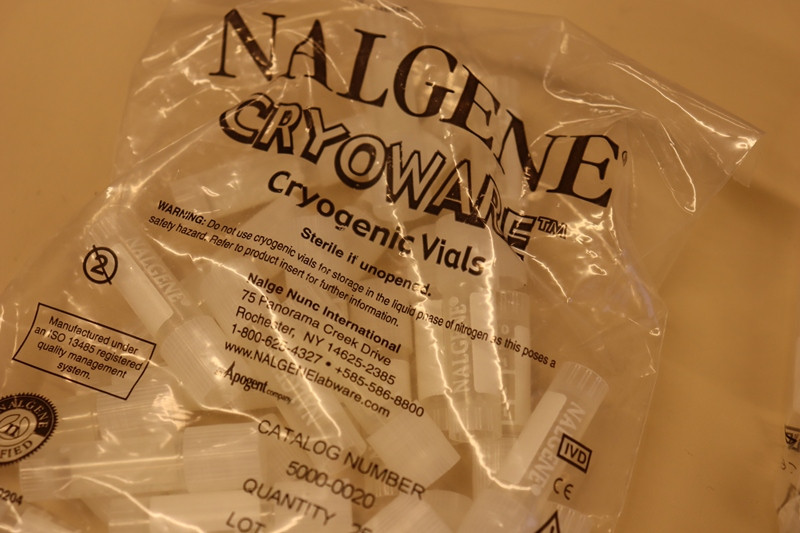 NALGENE
CRYOWARE™
Cryogenic Vials
Sterile if unopened.
WARNING: Do not use cryogenic vials for storage in the liquid phase of nitrogen as this poses a
safety hazard. Refer to product insert for further information.
Nalge Nunc International
75 Panorama Creek Drive
Rochester, NY 14625-2385
1-800-625-4327 • +585-586-8800
www.NALGENElabware.com
Apogent company
CATALOG NUMBER
5000-0020
QUANTITY
LOT
2
Manufactured under
an ISO 13485 registered
quality management
system.
NALGENE
IVD
CE
NALGENE
NALGENE
NALGENE